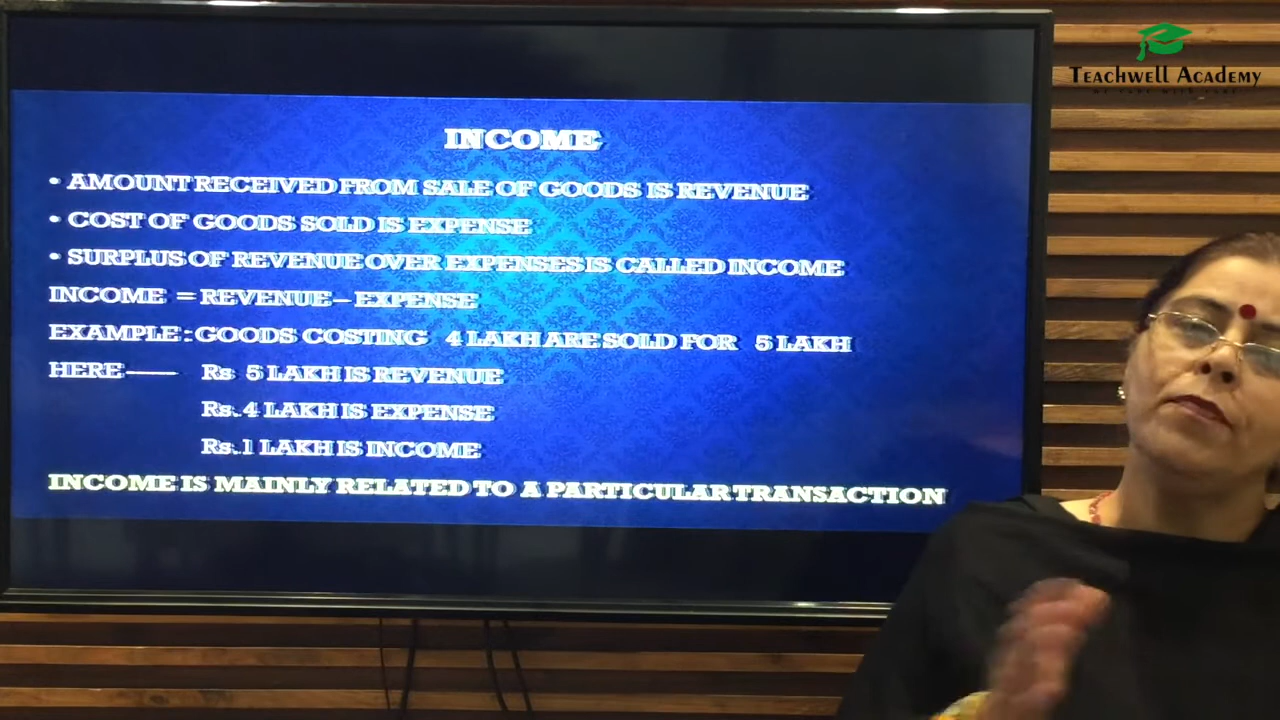 Teachwell Academy
INCOME
• AMOUNT RECEIVED FROM SALE OF GOODS IS REVENUE
• COST OF GOODS SOLD IS EXPENSE
• SURPLUS OF REVENUE OVER EXPENSES IS CALLED INCOME
INCOME = REVENUE – EXPENSE
EXAMPLE : GOODS COSTING 4 LAKH ARE SOLD FOR 5 LAKH
HERE —— Rs 5 LAKH IS REVENUE
Rs. 4 LAKH IS EXPENSE
Rs. 1 LAKH IS INCOME
INCOME IS MAINLY RELATED TO A PARTICULAR TRANSACTION